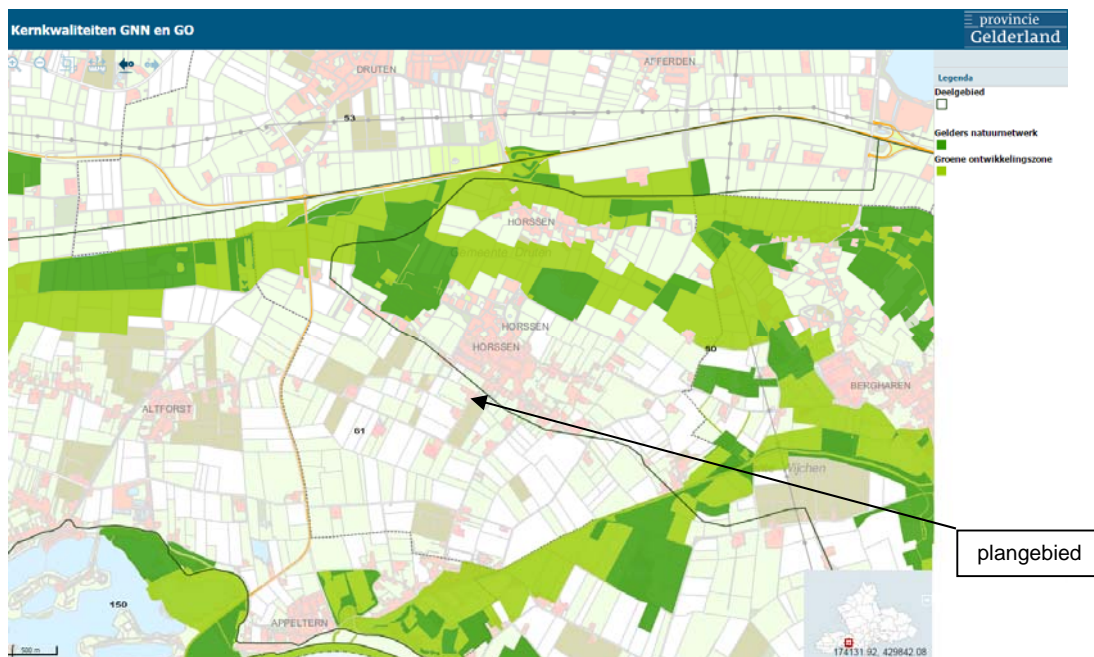 Kernkwaliteiten GNN en GO
provincie
Gelderland
Legenda
Deelgebied
Gelders natuurnetwerk
Groene ontwikkelingszone
DRUTEN
AFFERDEN
53
HORSSEN
Gemeente Druten
HORSSEN
HORSSEN
80
BERGHAREN
ALTFORST
61
Wijchen
plangebied
150
APPELTERN
500 m
174131.92, 429842.08